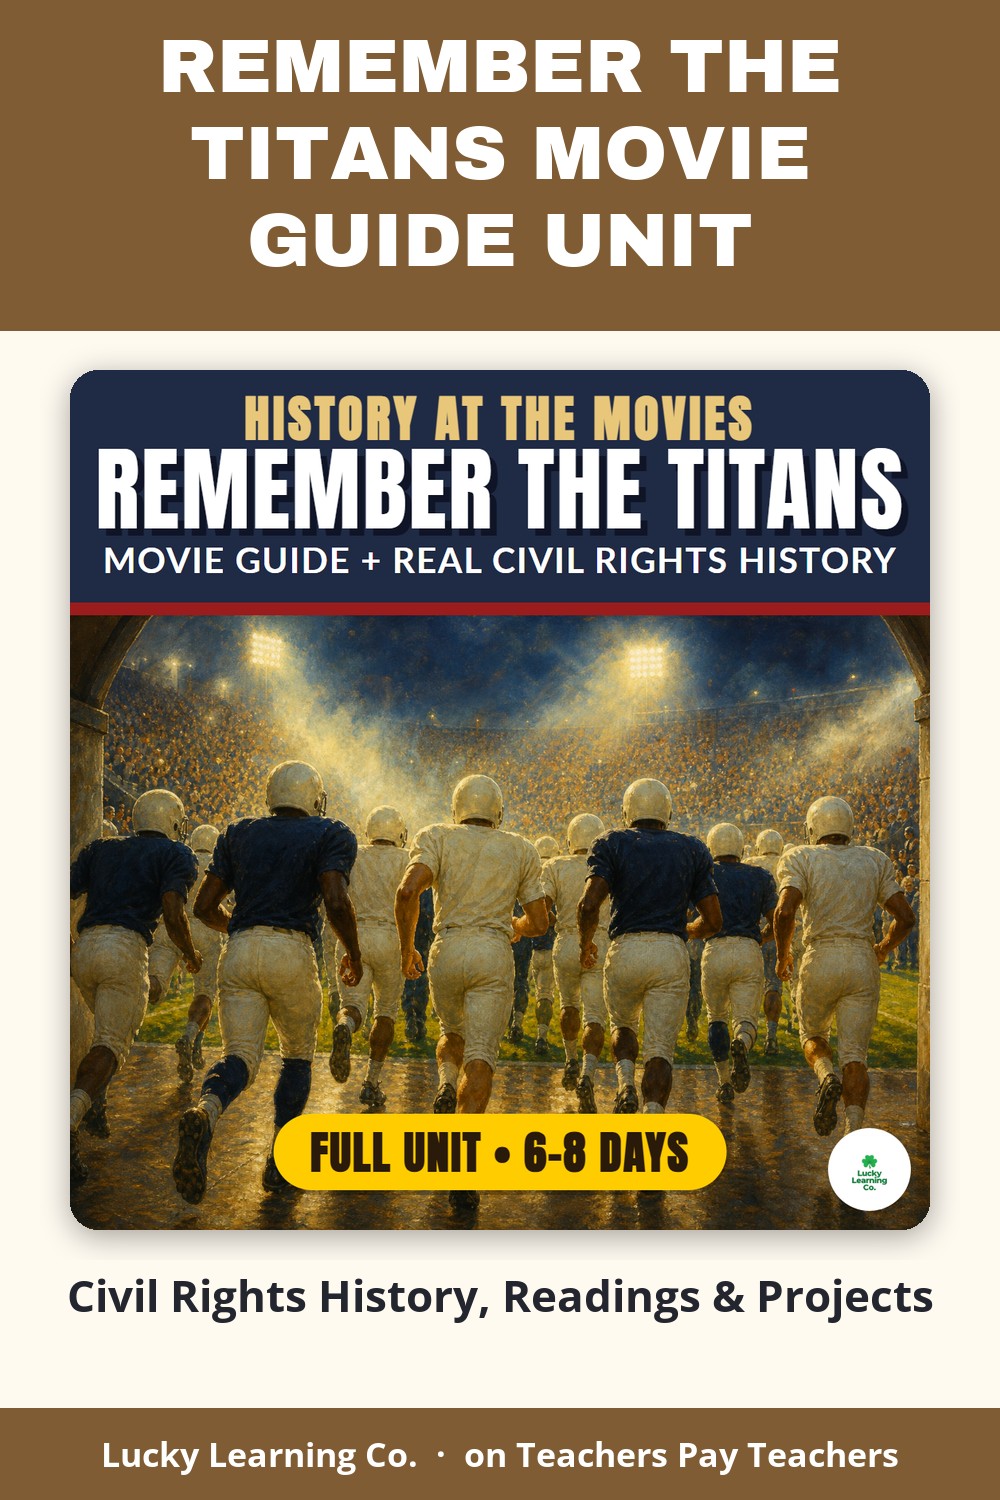 REMEMBER THE
TITANS MOVIE
GUIDE UNIT
HISTORY AT THE MOVIES
REMEMBER THE TITANS
MOVIE GUIDE + REAL CIVIL RIGHTS HISTORY
FULL UNIT • 6-8 DAYS
Lucky
Learning
Co.
Civil Rights History, Readings & Projects
Lucky Learning Co. · on Teachers Pay Teachers